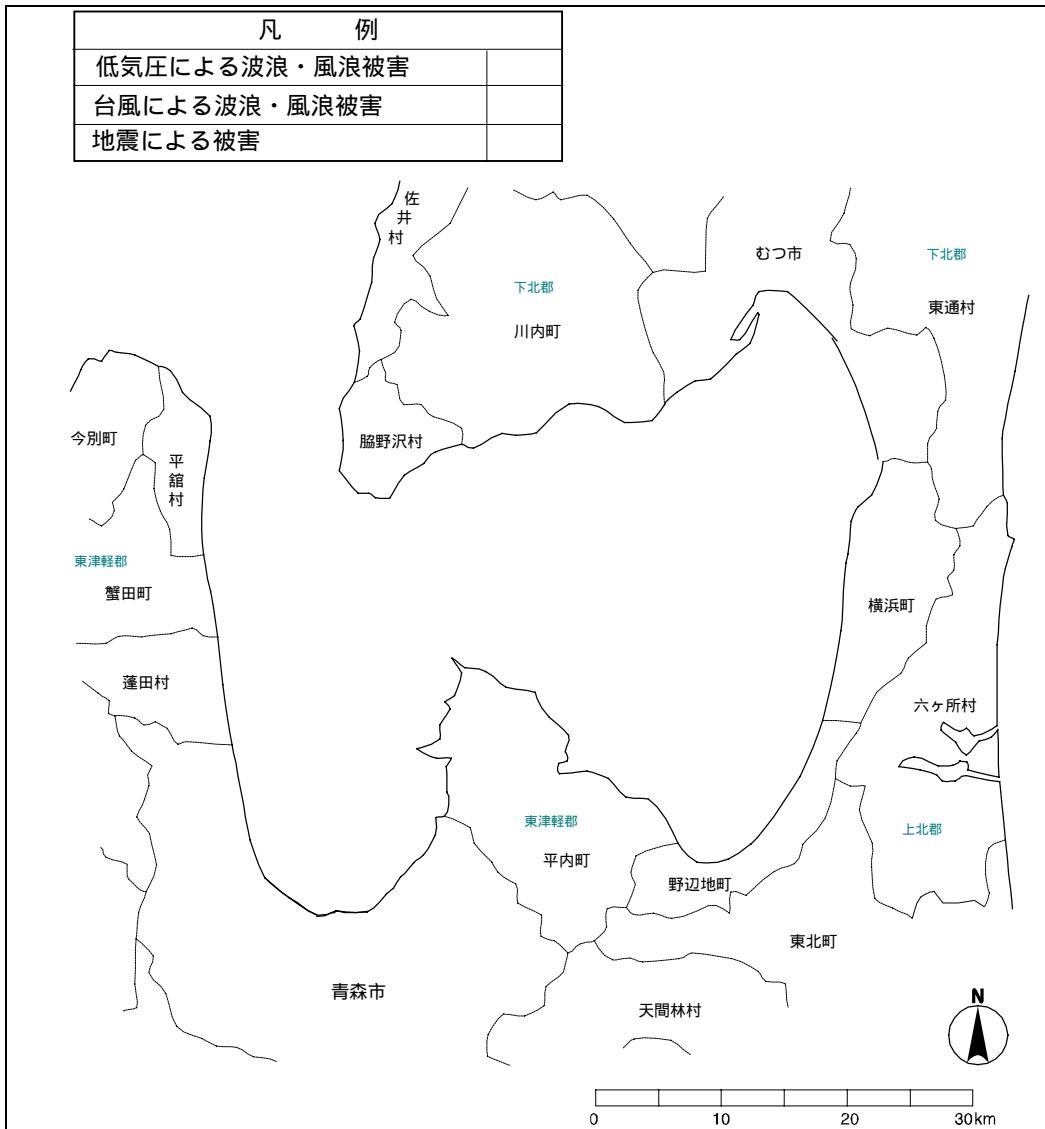 凡 例
低気圧による波浪・風浪被害
台風による波浪・風浪被害
地震による被害
佐井村
むつ市
下北郡
下北郡
東通村
川内町
今別町
脇野沢村
平舘村
東津軽郡
蟹田町
横浜町
蓬田村
六ヶ所村
東津軽郡
上北郡
平内町
野辺地町
東北町
青森市
天間林村
N
0 10 20 30km